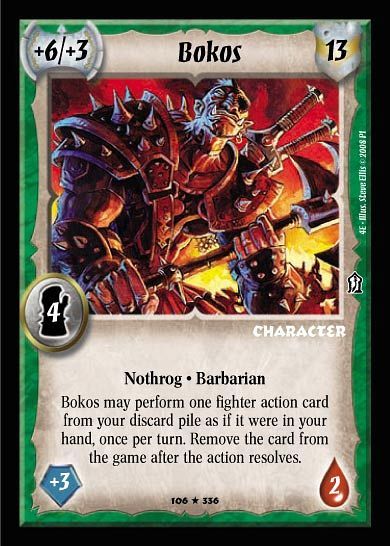 +6/+3
Bokos
13
4E • Illus. Steve Ellis ©2008 P1
4
CHARACTER
Nothrog • Barbarian
Bokos may perform one fighter action card
from your discard pile as if it were in your
hand, once per turn. Remove the card from
the game after the action resolves.
+3
106 ★ 336
2